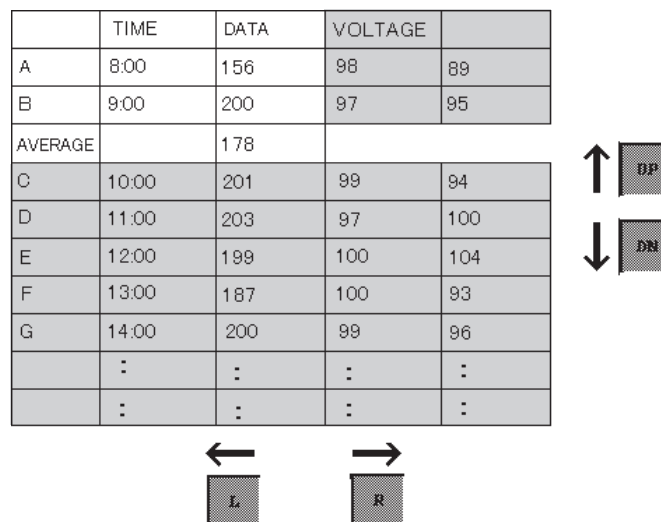 TIME DATA VOLTAGE
A 8:00 156 98 89
B 9:00 200 97 95
AVERAGE 178
C 10:00 201 99 94
D 11:00 203 97 100
E 12:00 199 100 104
F 13:00 187 100 93
G 14:00 200 99 96
: : : :
: : : :
UP
DN
L R